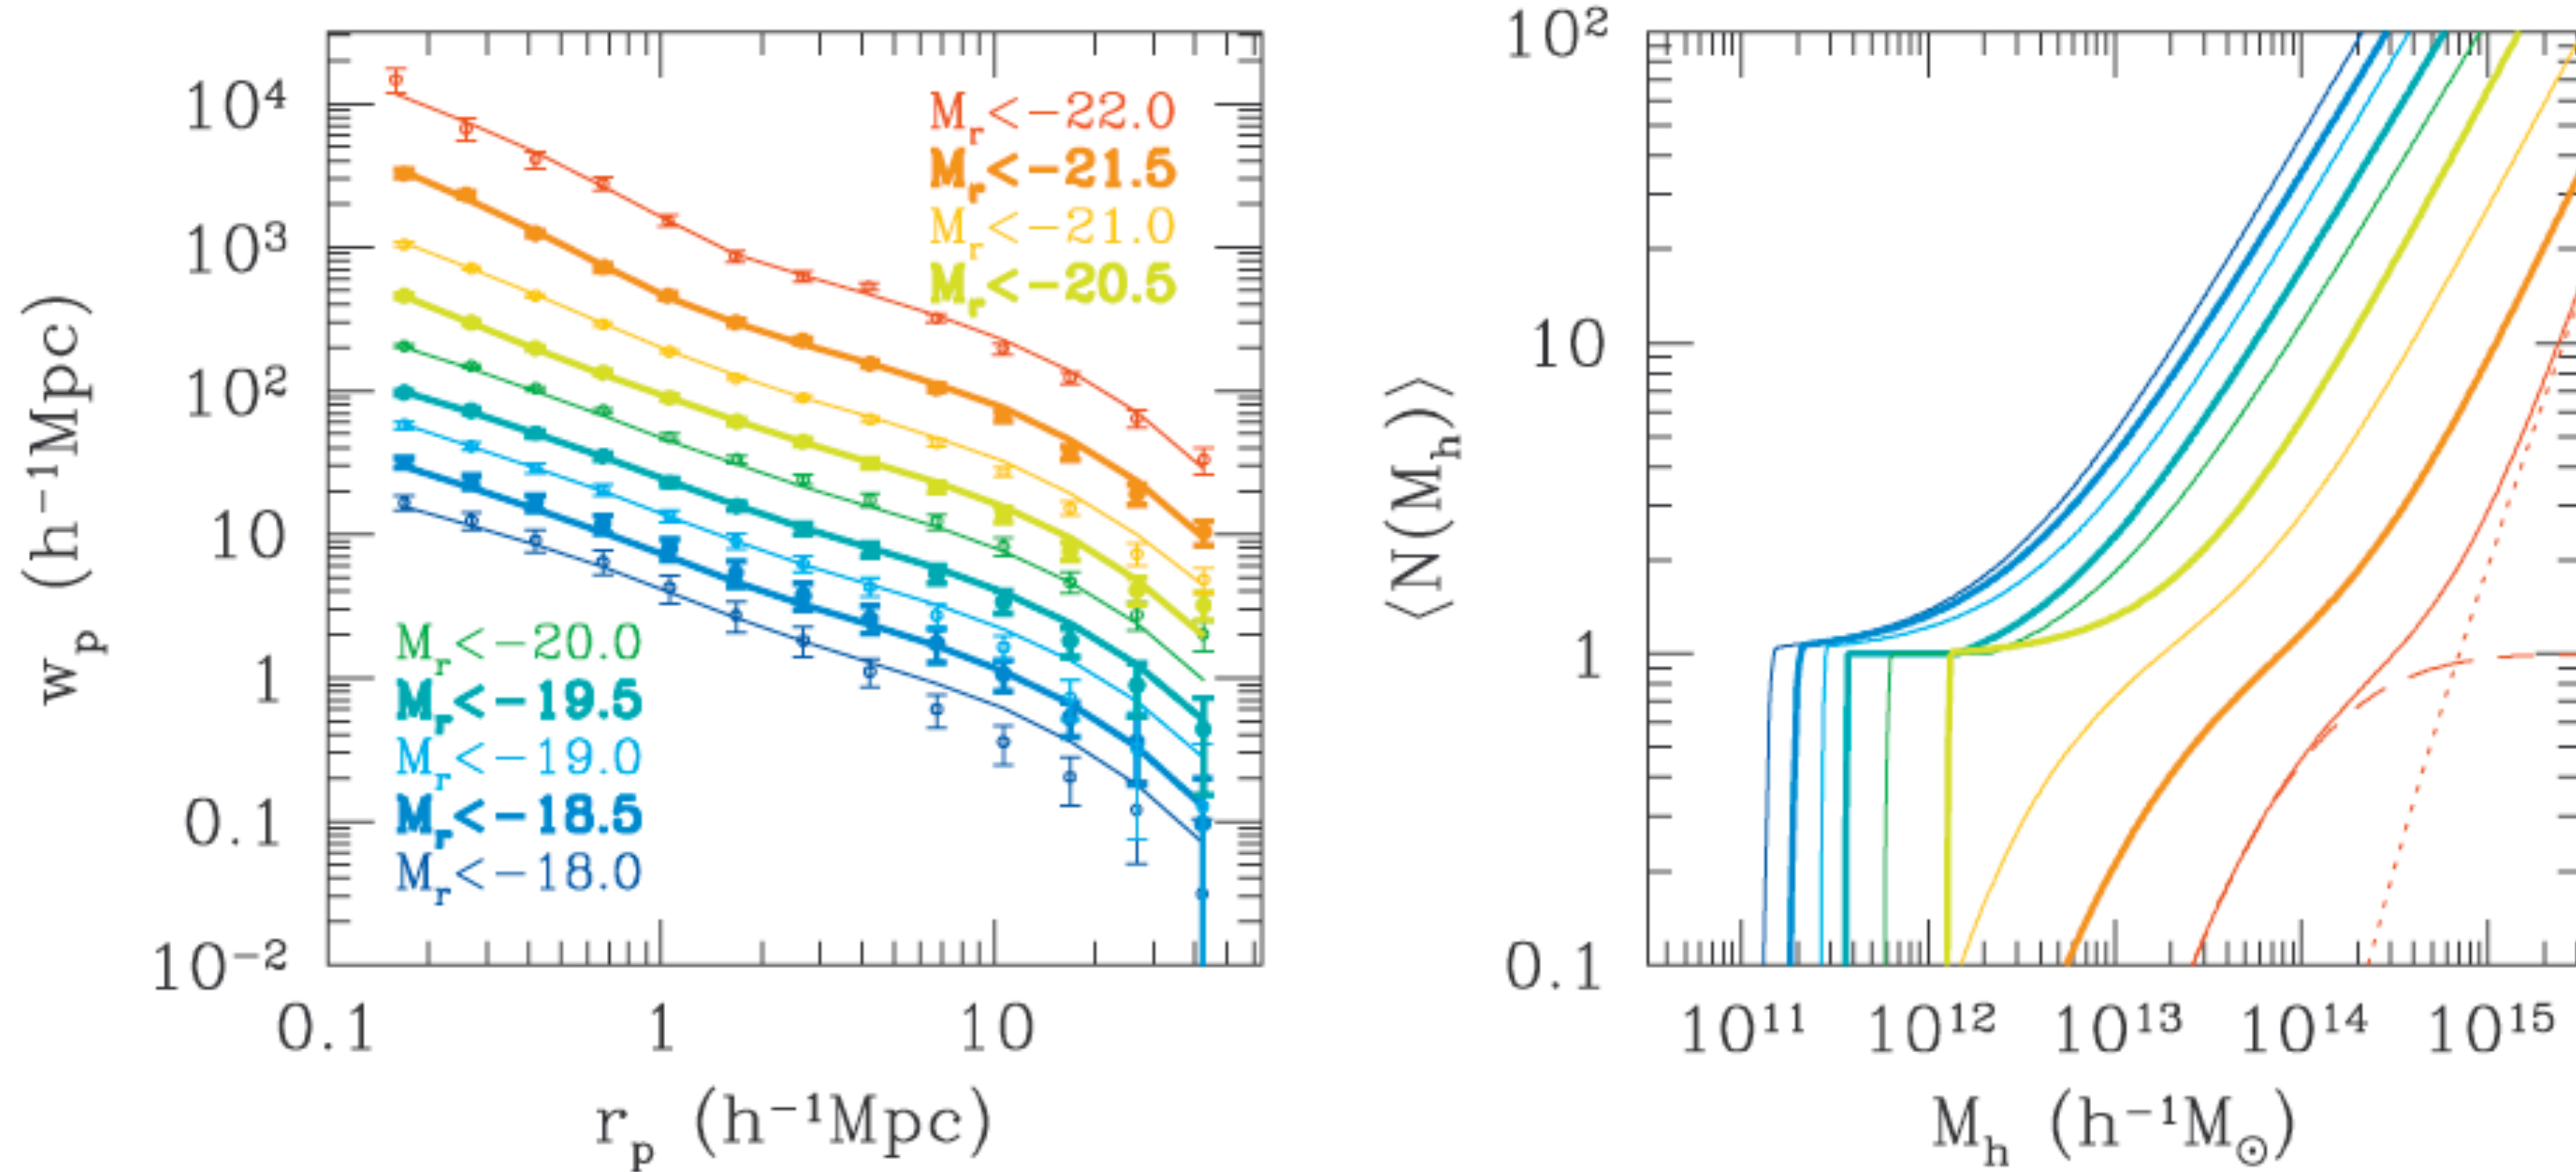 10⁴
10³
10²
10
1
0.1
10⁻²
w_p (h⁻¹Mpc)
M_r<-22.0
M_r<-21.5
M_r<-21.0
M_r<-20.5
M_r<-20.0
M_r<-19.5
M_r<-19.0
M_r<-18.5
M_r<-18.0
0.1 1 10
r_p (h⁻¹Mpc)
10²
10
1
0.1
⟨N(M_h)⟩
10¹¹ 10¹² 10¹³ 10¹⁴ 10¹⁵
M_h (h⁻¹M_⊙)